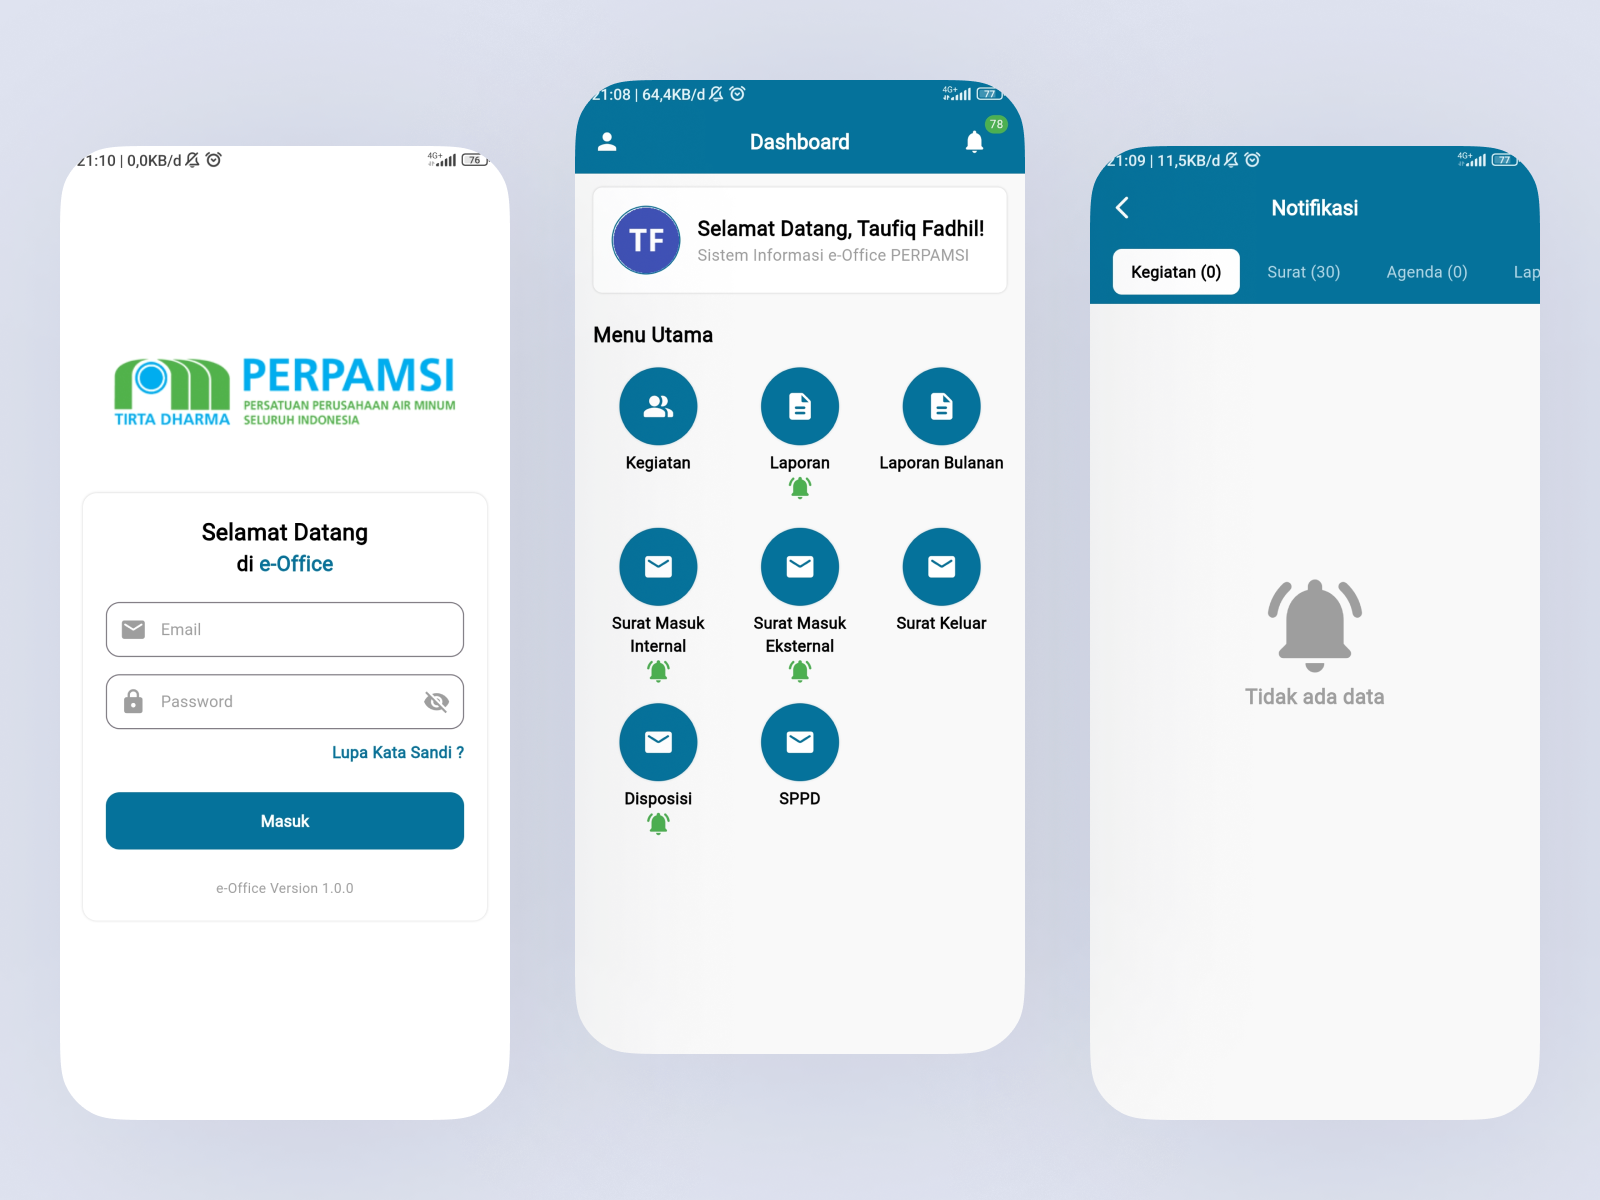 21:10 | 0,0KB/d
4G+
76
PERPAMSI
PERSATUAN PERUSAHAAN AIR MINUM
SELURUH INDONESIA
TIRTA DHARMA
Selamat Datang
di e-Office
Email
Password
Lupa Kata Sandi ?
Masuk
e-Office Version 1.0.0
21:08 | 64,4KB/d
4G+
77
Dashboard
78
TF
Selamat Datang, Taufiq Fadhil!
Sistem Informasi e-Office PERPAMSI
Menu Utama
Kegiatan
Laporan
Laporan Bulanan
Surat Masuk
Internal
Surat Masuk
Eksternal
Surat Keluar
Disposisi
SPPD
21:09 | 11,5KB/d
4G+
77
Notifikasi
Kegiatan (0)
Surat (30)
Agenda (0)
Lap
Tidak ada data